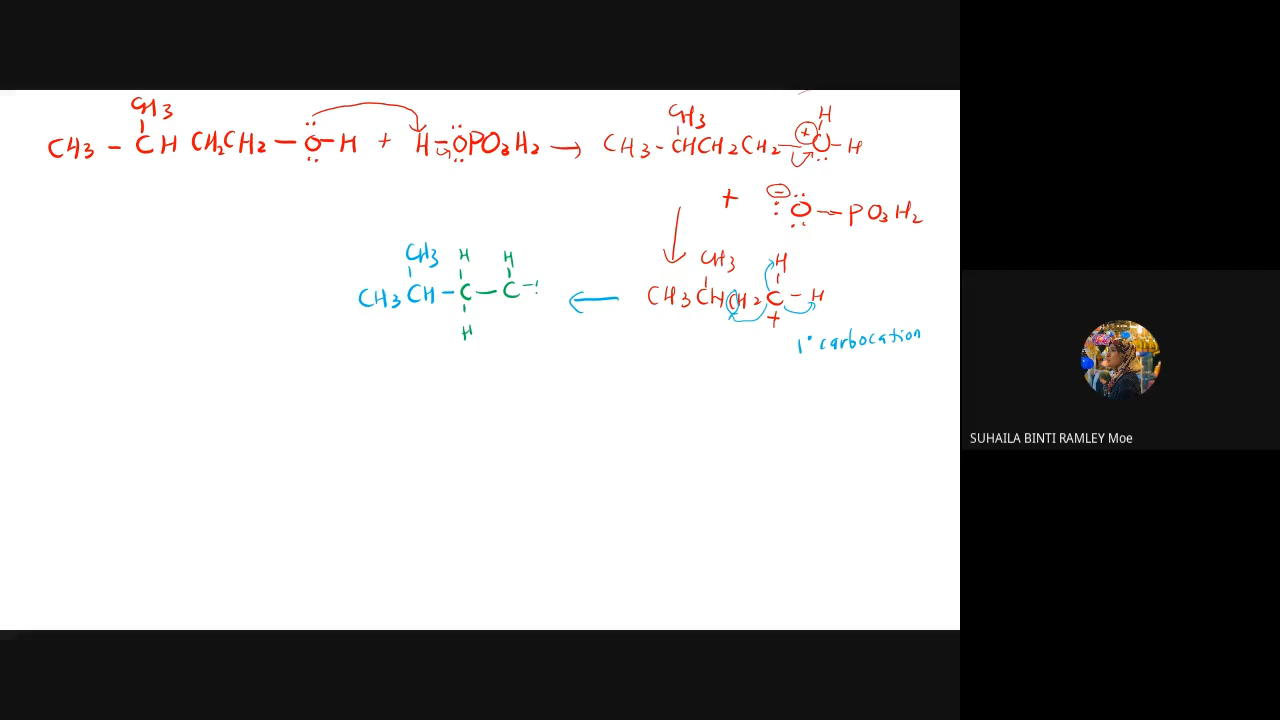 CH3
CH3 - CH CH2CH2 - O - H + H - OPO3H2 → CH3 - CHCH2CH2 - O - H
CH3
H
+
+ - O - PO3H2
CH3
H
CH3CHCH2C - H
+
1° carbocation
CH3 H H
CH3CH - C - C -
H
←
SUHAILA BINTI RAMLEY Moe